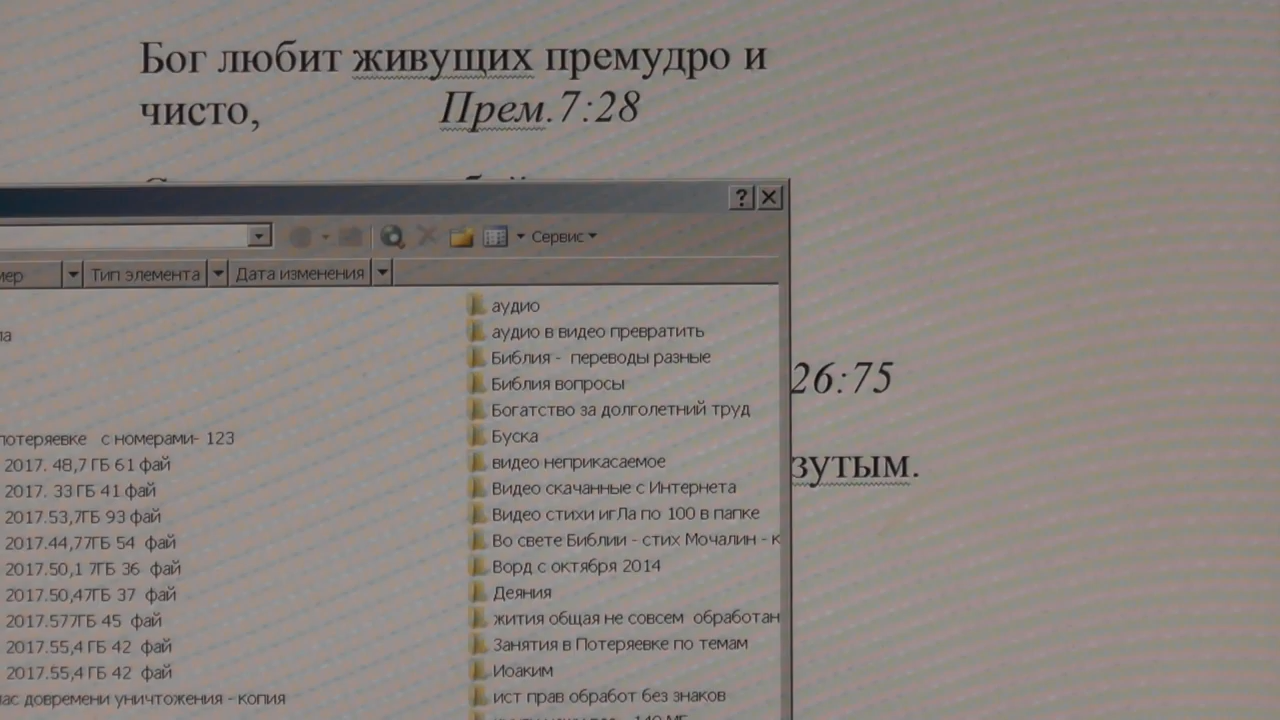 Бог любит живущих премудро и
чисто, Прем.7:28
? X
Сервис
Тип элемента Дата изменения
26:75
зутым.
потеряевке с номерами- 123
2017. 48,7 ГБ 61 фай
2017. 33 ГБ 41 фай
2017.53,7ГБ 93 фай
2017.44,77ГБ 54 фай
2017.50,1 7ГБ 36 фай
2017.50,47ГБ 37 фай
2017.577ГБ 45 фай
2017.55,4 ГБ 42 фай
2017.55,4 ГБ 42 фай
час довремени уничтожения - копия
аудио
аудио в видео превратить
Библия - переводы разные
Библия вопросы
Богатство за долголетний труд
Буска
видео неприкасаемое
Видео скачанные с Интернета
Видео стихи игЛа по 100 в папке
Во свете Библии - стих Мочалин - к
Ворд с октября 2014
Деяния
жития общая не совсем обработан
Занятия в Потеряевке по темам
Иоаким
ист прав обработ без знаков